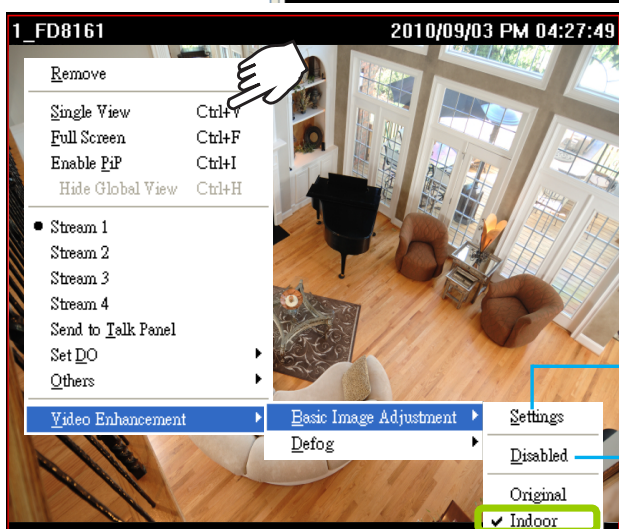 1_FD8161 2010/09/03 PM 04:27:49
Remove
Single View Ctrl+V
Full Screen Ctrl+F
Enable PiP Ctrl+I
Hide Global View Ctrl+H
Stream 1
Stream 2
Stream 3
Stream 4
Send to Talk Panel
Set DO
Others
Video Enhancement
Basic Image Adjustment
Defog
Settings
Disabled
Original
Indoor